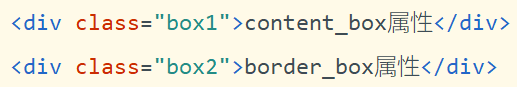 <div class="box1">content_box属性</div>
<div class="box2">border_box属性</div>